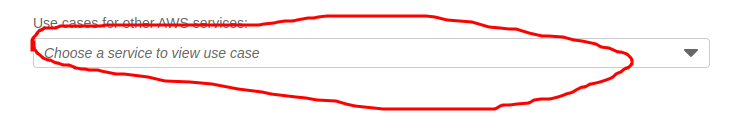 Use cases for other AWS services:
Choose a service to view use case